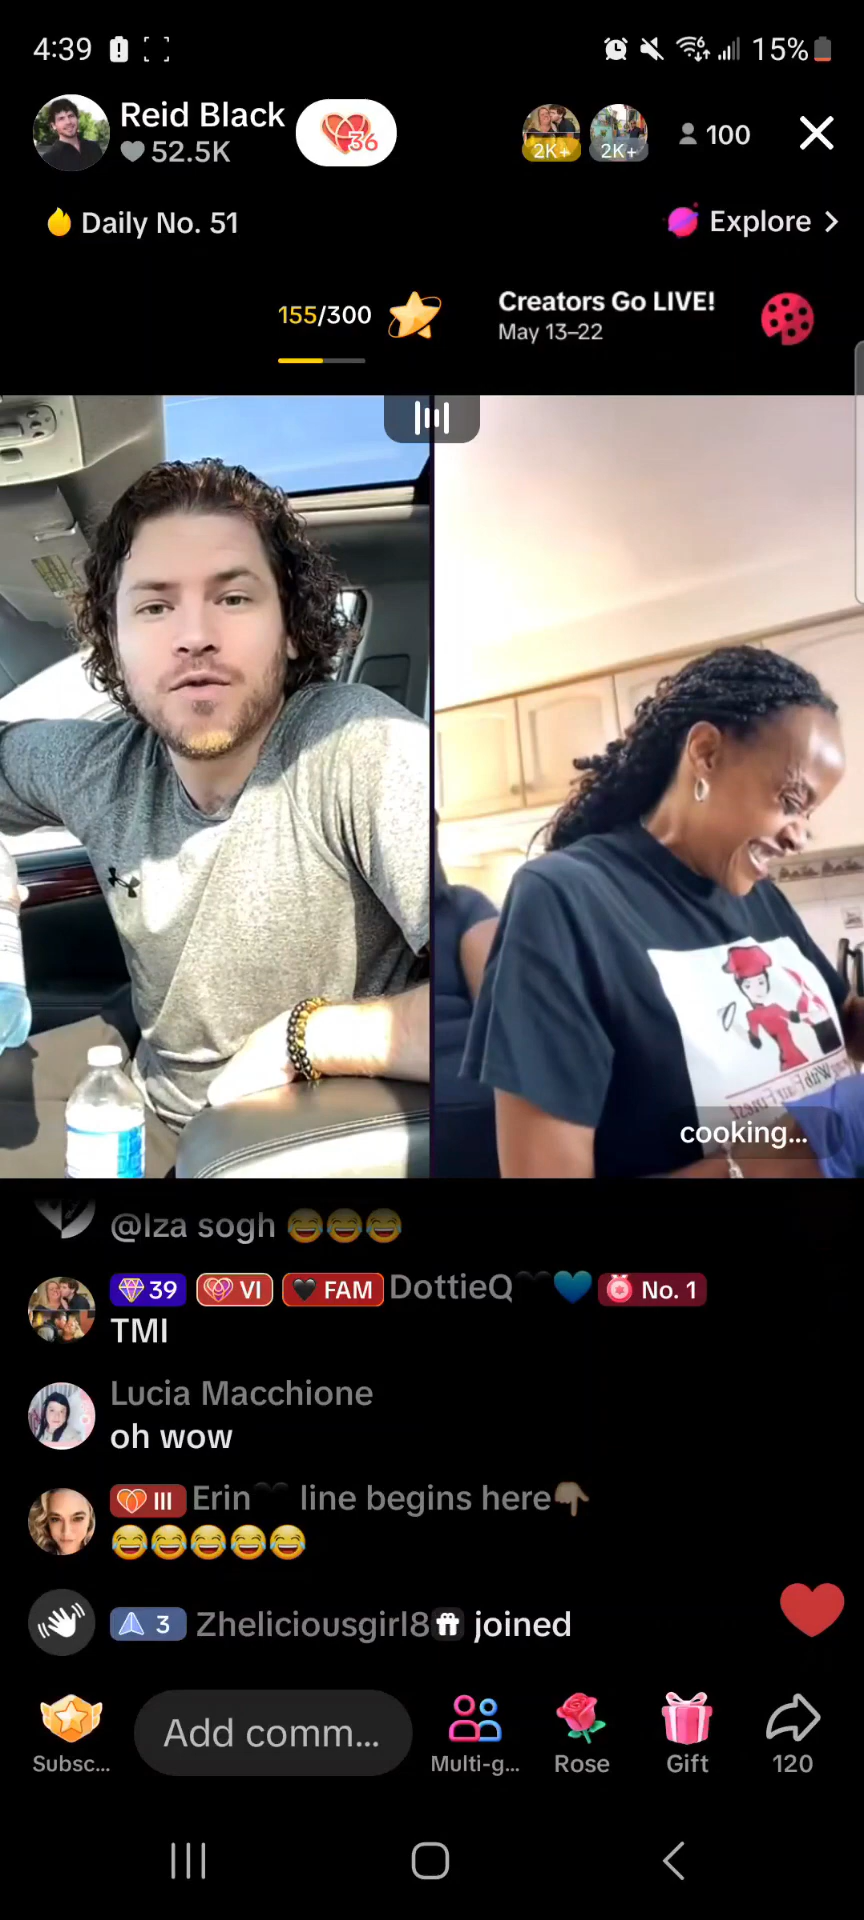 4:39
15%
Reid Black
52.5K
36
2K+
2K+
100
Daily No. 51
Explore >
155/300
Creators Go LIVE!
May 13–22
cooking...
@Iza sogh 😂😂😂
39 VI 🖤 FAM DottieQ🖤💙 No. 1
TMI
Lucia Macchione
oh wow
III Erin🖤 line begins here👇🏽
😂😂😂😂😂
3 Zheliciousgirl8 joined
Subsc...
Add comm...
Multi-g...
Rose
Gift
120